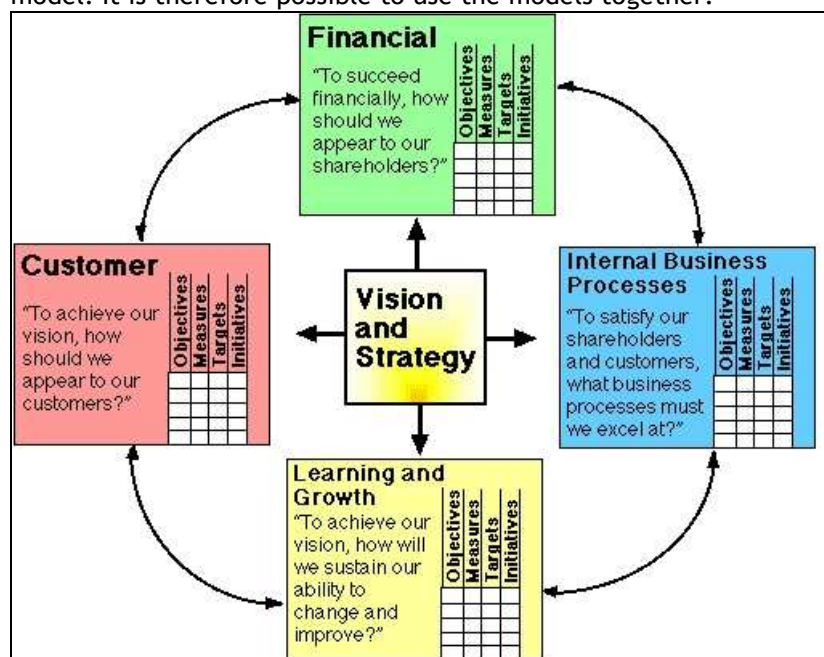 model. It is therefore possible to use the models together.
Financial
"To succeed
financially, how
should we
appear to our
shareholders?"
Objectives
Measures
Targets
Initiatives
Customer
"To achieve our
vision, how
should we
appear to our
customers?"
Objectives
Measures
Targets
Initiatives
Vision
and
Strategy
Internal Business
Processes
"To satisfy our
shareholders
and customers,
what business
processes must
we excel at?"
Objectives
Measures
Targets
Initiatives
Learning and
Growth
"To achieve our
vision, how will
we sustain our
ability to
change and
improve?"
Objectives
Measures
Targets
Initiatives